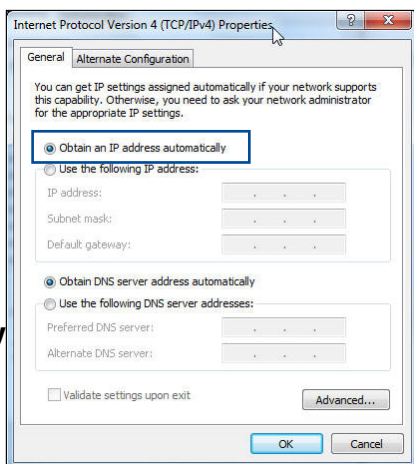 Internet Protocol Version 4 (TCP/IPv4) Properties
General Alternate Configuration
You can get IP settings assigned automatically if your network supports
this capability. Otherwise, you need to ask your network administrator
for the appropriate IP settings.
Obtain an IP address automatically
Use the following IP address:
IP address:
Subnet mask:
Default gateway:
Obtain DNS server address automatically
Use the following DNS server addresses:
Preferred DNS server:
Alternate DNS server:
Validate settings upon exit
Advanced...
OK Cancel